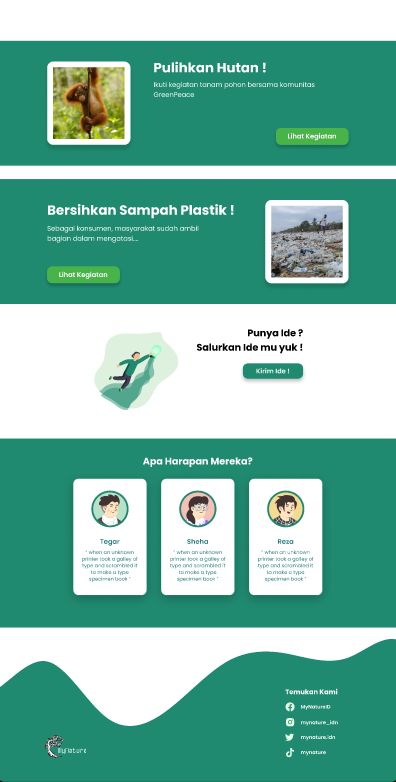 Pulihkan Hutan !
Ikuti kegiatan tanam pohon bersama komunitas
GreenPeace
Lihat Kegiatan
Bersihkan Sampah Plastik !
Sebagai konsumen, masyarakat sudah ambil
bagian dalam mengatasi...
Lihat Kegiatan
Punya Ide ?
Salurkan Ide mu yuk !
Kirim Ide !
Apa Harapan Mereka?
Tegar
" when an unknown
printer took a galley of
type and scrambled it
to make a type
specimen book "
Sheha
" when an unknown
printer took a galley of
type and scrambled it
to make a type
specimen book "
Reza
" when an unknown
printer took a galley of
type and scrambled it
to make a type
specimen book "
Temukan Kami
MyNatureID
mynature_idn
mynature.idn
mynature
mynature